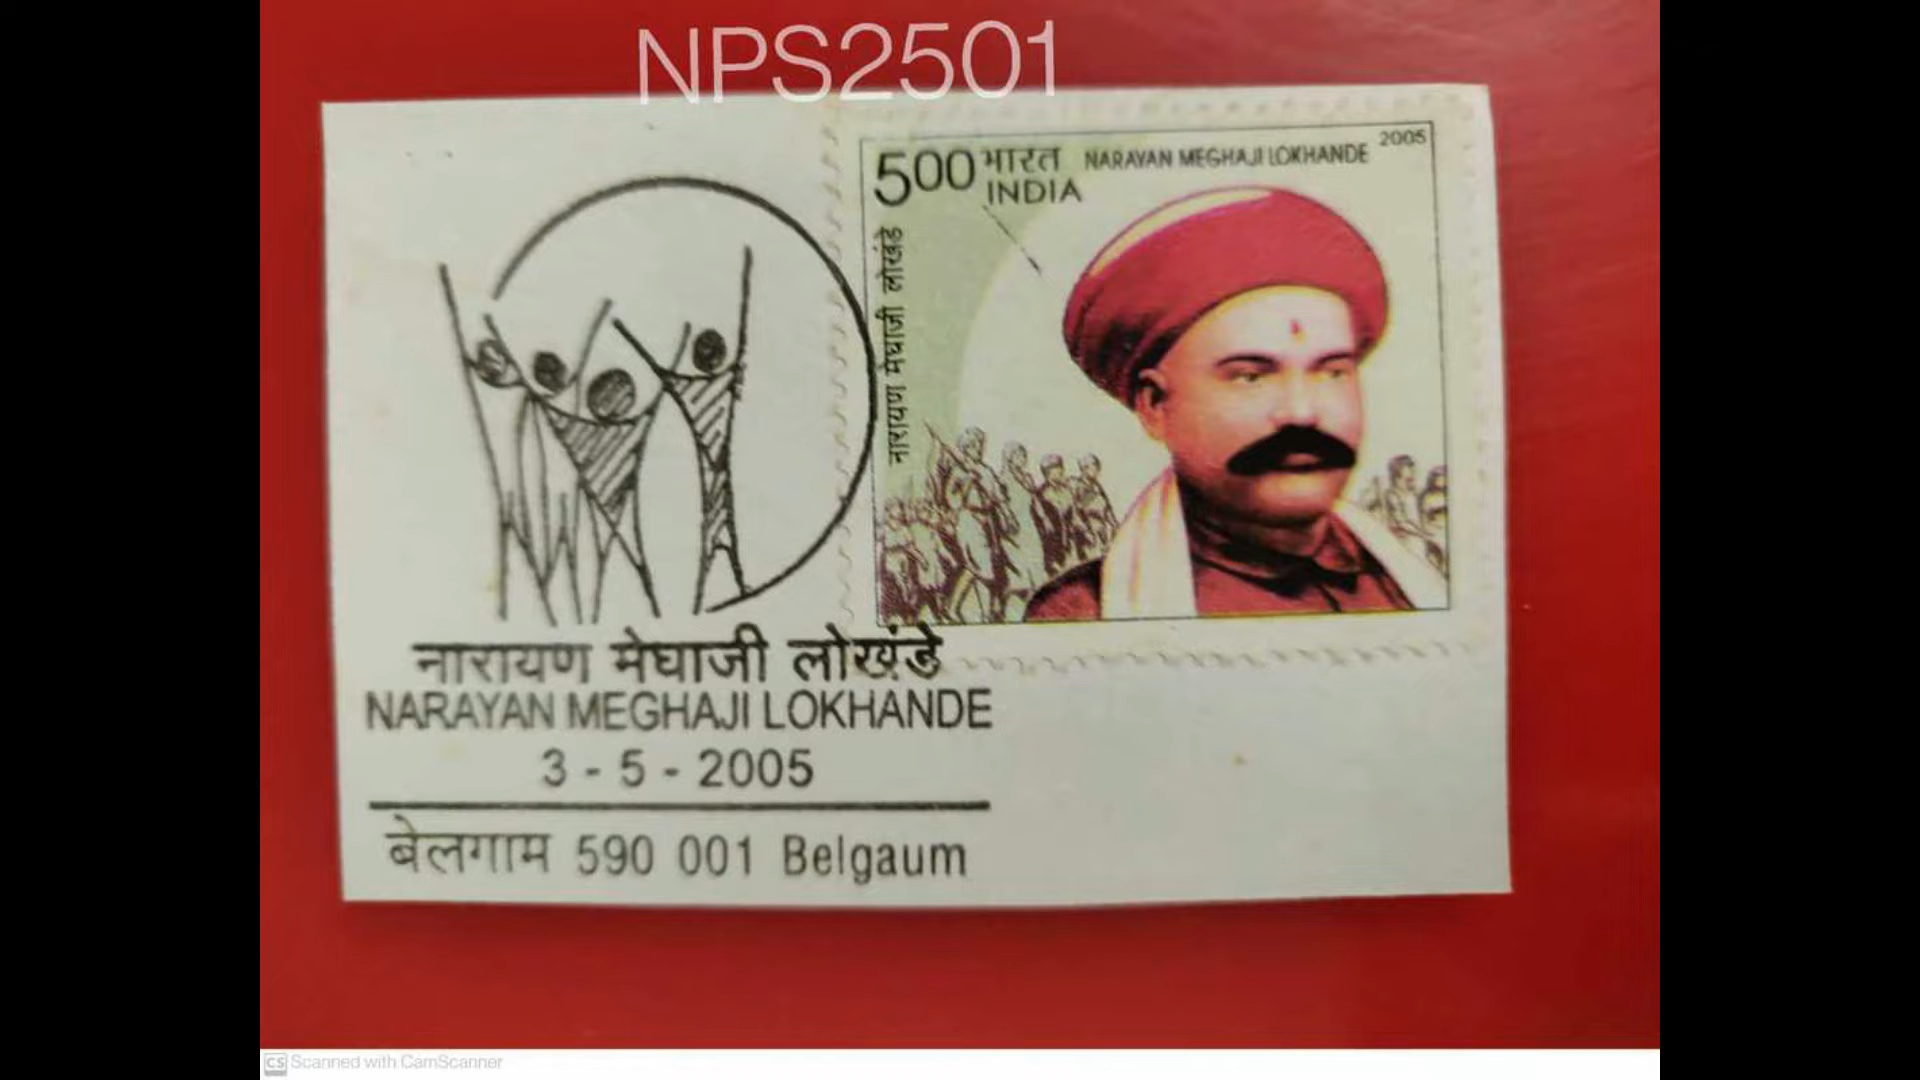 NPS2501
500 भारत NARAYAN MEGHAJI LOKHANDE 2005
INDIA
नारायण मेघाजी लोखंडे
नारायण मेघाजी लोखंडे
NARAYAN MEGHAJI LOKHANDE
3 - 5 - 2005
बेलगाम 590 001 Belgaum
CS Scanned with CamScanner